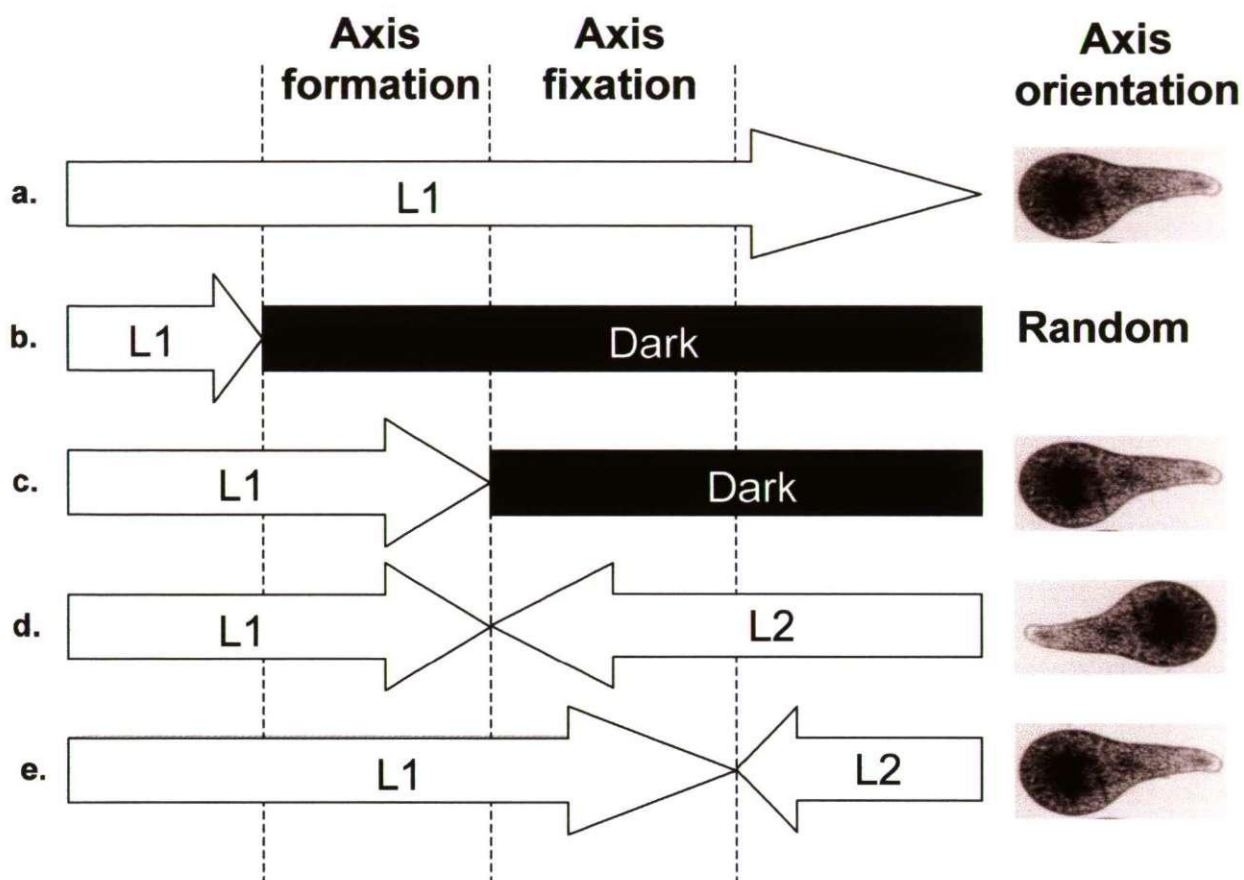 Axis formation
Axis fixation
Axis orientation
a.
L1
b.
L1
Dark
Random
c.
L1
Dark
d.
L1
L2
e.
L1
L2